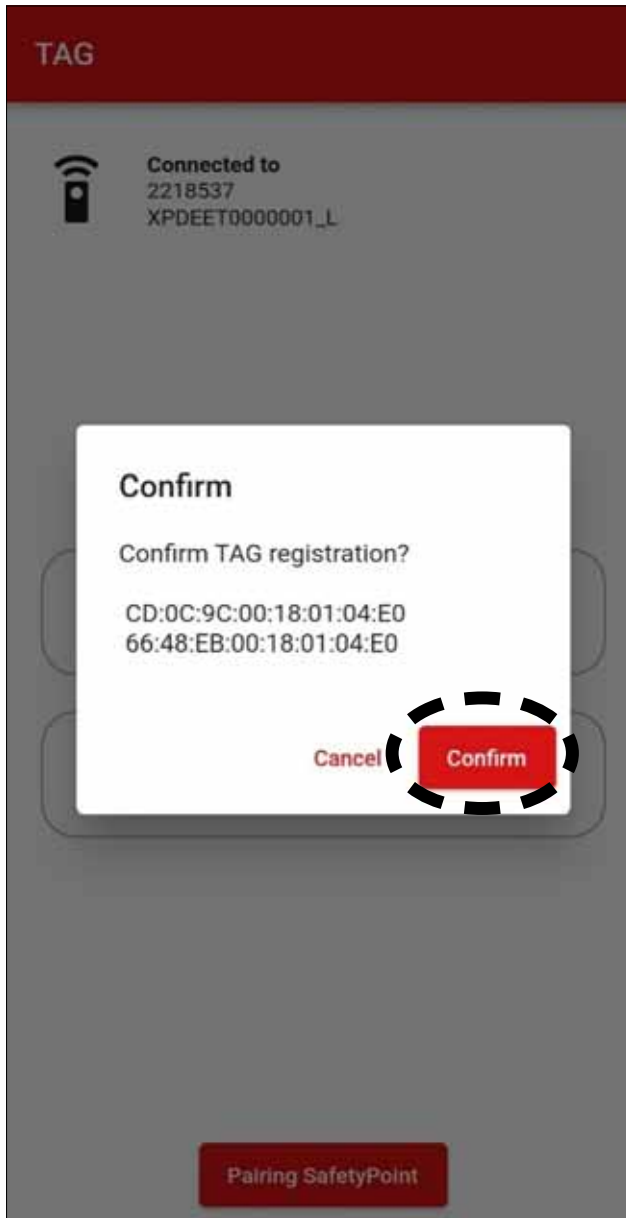 TAG
Connected to
2218537
XPDEET0000001_L
Confirm
Confirm TAG registration?
CD:0C:9C:00:18:01:04:E0
66:48:EB:00:18:01:04:E0
Cancel
Confirm
Pairing SafetyPoint